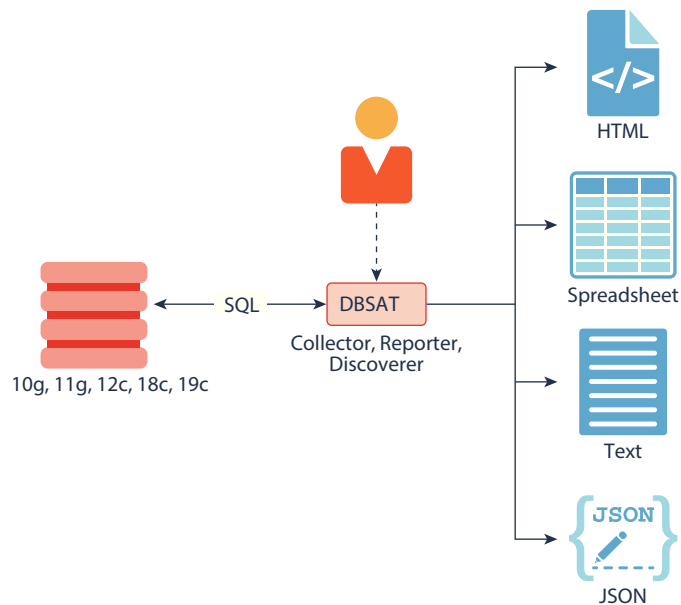 </>
HTML
Spreadsheet
SQL
DBSAT
Collector, Reporter,
Discoverer
10g, 11g, 12c, 18c, 19c
Text
{JSON}
JSON